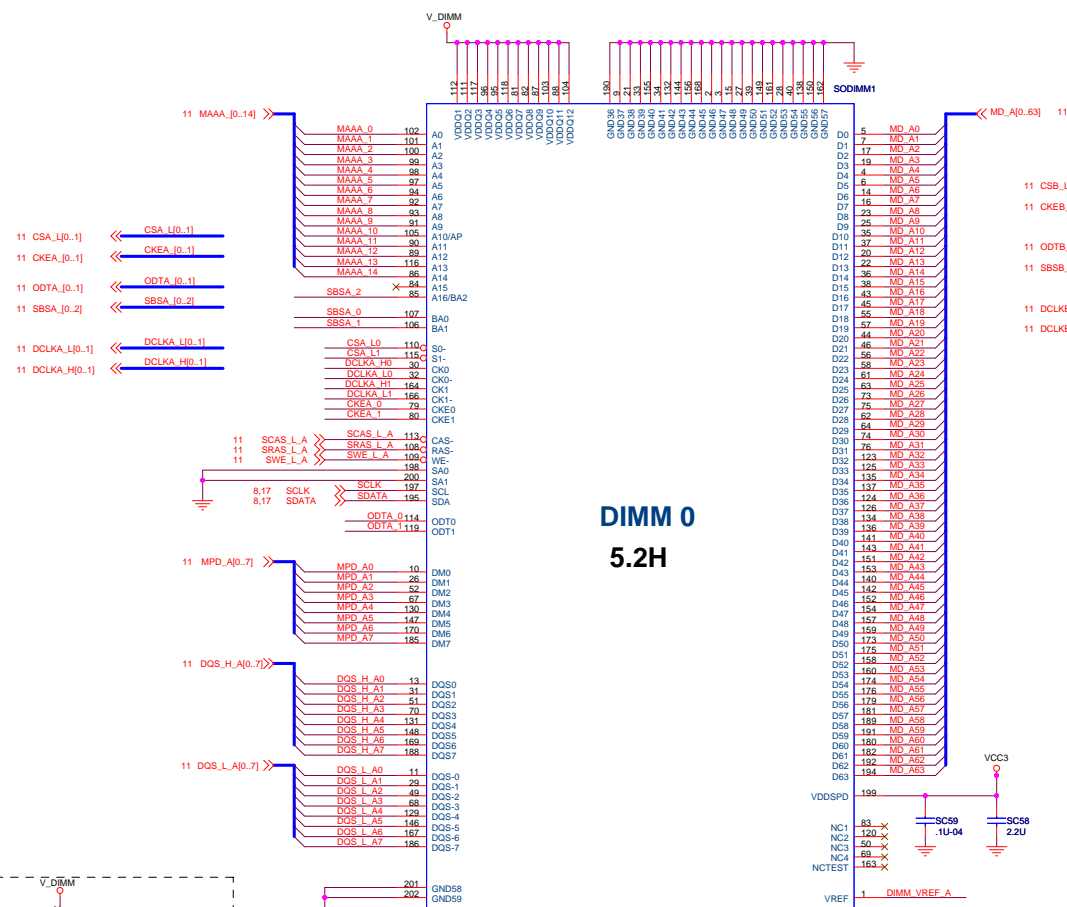 V_DIMM
112 111 117 96 95 118 81 82 87 103 88 104
VDDQ1 VDDQ2 VDDQ3 VDDQ4 VDDQ5 VDDQ6 VDDQ7 VDDQ8 VDDQ9 VDDQ10 VDDQ11 VDDQ12
190 9 21 33 155 34 132 144 156 168 2 3 15 27 39 149 161 28 40 138 150 162
GND36 GND37 GND38 GND39 GND40 GND41 GND42 GND43 GND44 GND45 GND46 GND47 GND48 GND49 GND50 GND51 GND52 GND53 GND54 GND55 GND56 GND57
SODIMM1
11 MAAA_[0..14]
MAAA_0 102 A0
MAAA_1 101 A1
MAAA_2 100 A2
MAAA_3 99 A3
MAAA_4 98 A4
MAAA_5 97 A5
MAAA_6 94 A6
MAAA_7 92 A7
MAAA_8 93 A8
MAAA_9 91 A9
MAAA_10 105 A10/AP
MAAA_11 90 A11
MAAA_12 89 A12
MAAA_13 116 A13
MAAA_14 86 A14
84 A15
SBSA_2 85 A16/BA2
SBSA_0 107 BA0
SBSA_1 106 BA1
CSA_L0 110 S0-
CSA_L1 115 S1-
DCLKA_H0 30 CK0
DCLKA_L0 32 CK0-
DCLKA_H1 164 CK1
DCLKA_L1 166 CK1-
CKEA_0 79 CKE0
CKEA_1 80 CKE1
11 SCAS_L_A SCAS_L_A 113 CAS-
11 SRAS_L_A SRAS_L_A 108 RAS-
11 SWE_L_A SWE_L_A 109 WE-
198 SA0
200 SA1
8,17 SCLK SCLK 197 SCL
8,17 SDATA SDATA 195 SDA
ODTA_0 114 ODT0
ODTA_1 119 ODT1
11 CSA_L[0..1] CSA_L[0..1]
11 CKEA_[0..1] CKEA_[0..1]
11 ODTA_[0..1] ODTA_[0..1]
11 SBSA_[0..2] SBSA_[0..2]
11 DCLKA_L[0..1] DCLKA_L[0..1]
11 DCLKA_H[0..1] DCLKA_H[0..1]
11 MPD_A[0..7]
MPD_A0 10 DM0
MPD_A1 26 DM1
MPD_A2 52 DM2
MPD_A3 67 DM3
MPD_A4 130 DM4
MPD_A5 147 DM5
MPD_A6 170 DM6
MPD_A7 185 DM7
11 DQS_H_A[0..7]
DQS_H_A0 13 DQS0
DQS_H_A1 31 DQS1
DQS_H_A2 51 DQS2
DQS_H_A3 70 DQS3
DQS_H_A4 131 DQS4
DQS_H_A5 148 DQS5
DQS_H_A6 169 DQS6
DQS_H_A7 188 DQS7
11 DQS_L_A[0..7]
DQS_L_A0 11 DQS-0
DQS_L_A1 29 DQS-1
DQS_L_A2 49 DQS-2
DQS_L_A3 68 DQS-3
DQS_L_A4 129 DQS-4
DQS_L_A5 146 DQS-5
DQS_L_A6 167 DQS-6
DQS_L_A7 186 DQS-7
201 GND58
202 GND59
V_DIMM
DIMM 0
5.2H
MD_A[0..63] 11
D0 5 MD_A0
D1 7 MD_A1
D2 17 MD_A2
D3 19 MD_A3
D4 4 MD_A4
D5 6 MD_A5
D6 14 MD_A6
D7 16 MD_A7
D8 23 MD_A8
D9 25 MD_A9
D10 35 MD_A10
D11 37 MD_A11
D12 20 MD_A12
D13 22 MD_A13
D14 36 MD_A14
D15 38 MD_A15
D16 43 MD_A16
D17 45 MD_A17
D18 55 MD_A18
D19 57 MD_A19
D20 44 MD_A20
D21 46 MD_A21
D22 56 MD_A22
D23 58 MD_A23
D24 61 MD_A24
D25 63 MD_A25
D26 73 MD_A26
D27 75 MD_A27
D28 62 MD_A28
D29 64 MD_A29
D30 74 MD_A30
D31 76 MD_A31
D32 123 MD_A32
D33 125 MD_A33
D34 135 MD_A34
D35 137 MD_A35
D36 124 MD_A36
D37 126 MD_A37
D38 134 MD_A38
D39 136 MD_A39
D40 141 MD_A40
D41 143 MD_A41
D42 151 MD_A42
D43 153 MD_A43
D44 140 MD_A44
D45 142 MD_A45
D46 152 MD_A46
D47 154 MD_A47
D48 157 MD_A48
D49 159 MD_A49
D50 173 MD_A50
D51 175 MD_A51
D52 158 MD_A52
D53 160 MD_A53
D54 174 MD_A54
D55 176 MD_A55
D56 179 MD_A56
D57 181 MD_A57
D58 189 MD_A58
D59 191 MD_A59
D60 180 MD_A60
D61 182 MD_A61
D62 192 MD_A62
D63 194 MD_A63
VCC3
VDDSPD 199
SC59 .1U-04
SC58 2.2U
NC1 83
NC2 120
NC3 50
NC4 69
NCTEST 163
VREF 1 DIMM_VREF_A
11 CSB_L
11 CKEB_
11 ODTB_
11 SBSB_
11 DCLKB
11 DCLKB